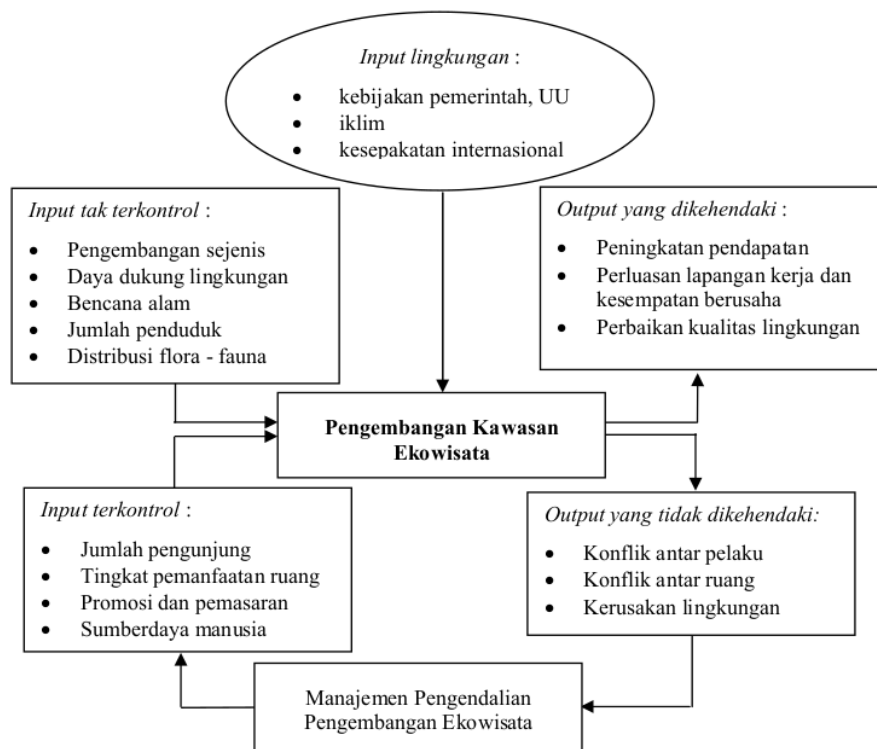 Input lingkungan :
• kebijakan pemerintah, UU
• iklim
• kesepakatan internasional
Input tak terkontrol :
• Pengembangan sejenis
• Daya dukung lingkungan
• Bencana alam
• Jumlah penduduk
• Distribusi flora - fauna
Output yang dikehendaki :
• Peningkatan pendapatan
• Perluasan lapangan kerja dan
kesempatan berusaha
• Perbaikan kualitas lingkungan
Pengembangan Kawasan
Ekowisata
Input terkontrol :
• Jumlah pengunjung
• Tingkat pemanfaatan ruang
• Promosi dan pemasaran
• Sumberdaya manusia
Output yang tidak dikehendaki:
• Konflik antar pelaku
• Konflik antar ruang
• Kerusakan lingkungan
Manajemen Pengendalian
Pengembangan Ekowisata